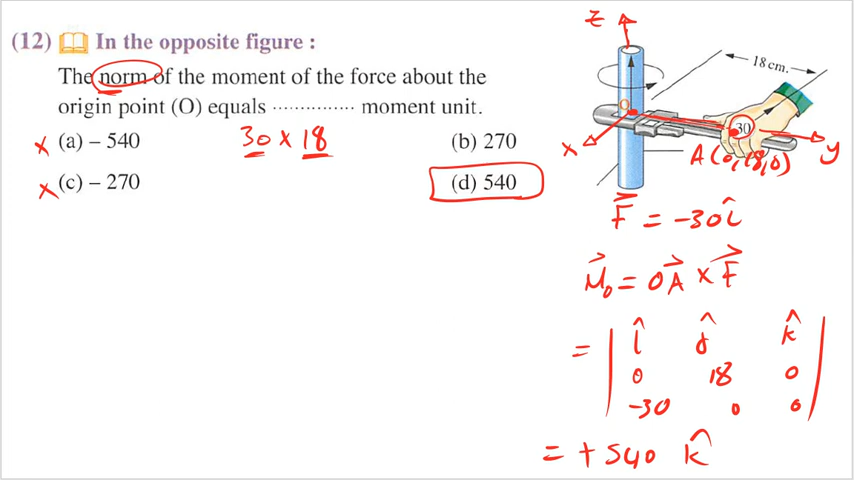 (12) In the opposite figure :
The norm of the moment of the force about the
origin point (O) equals ............... moment unit.
x (a) – 540
30 × 18
(b) 270
x (c) – 270
(d) 540
Z
18 cm.
O
30
X
A (0,18,0)
y
F = -30 î
M₀ = OA × F
= | î ĵ k̂
0 18 0
-30 0 0 |
= + 540 k̂